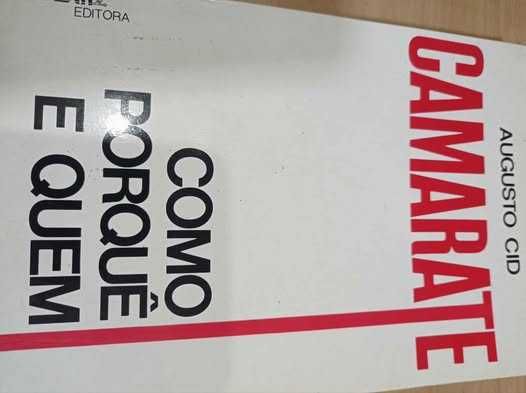 AUGUSTO CID
CAMARATE
COMO
PORQUÊ
E QUEM
EDITORA